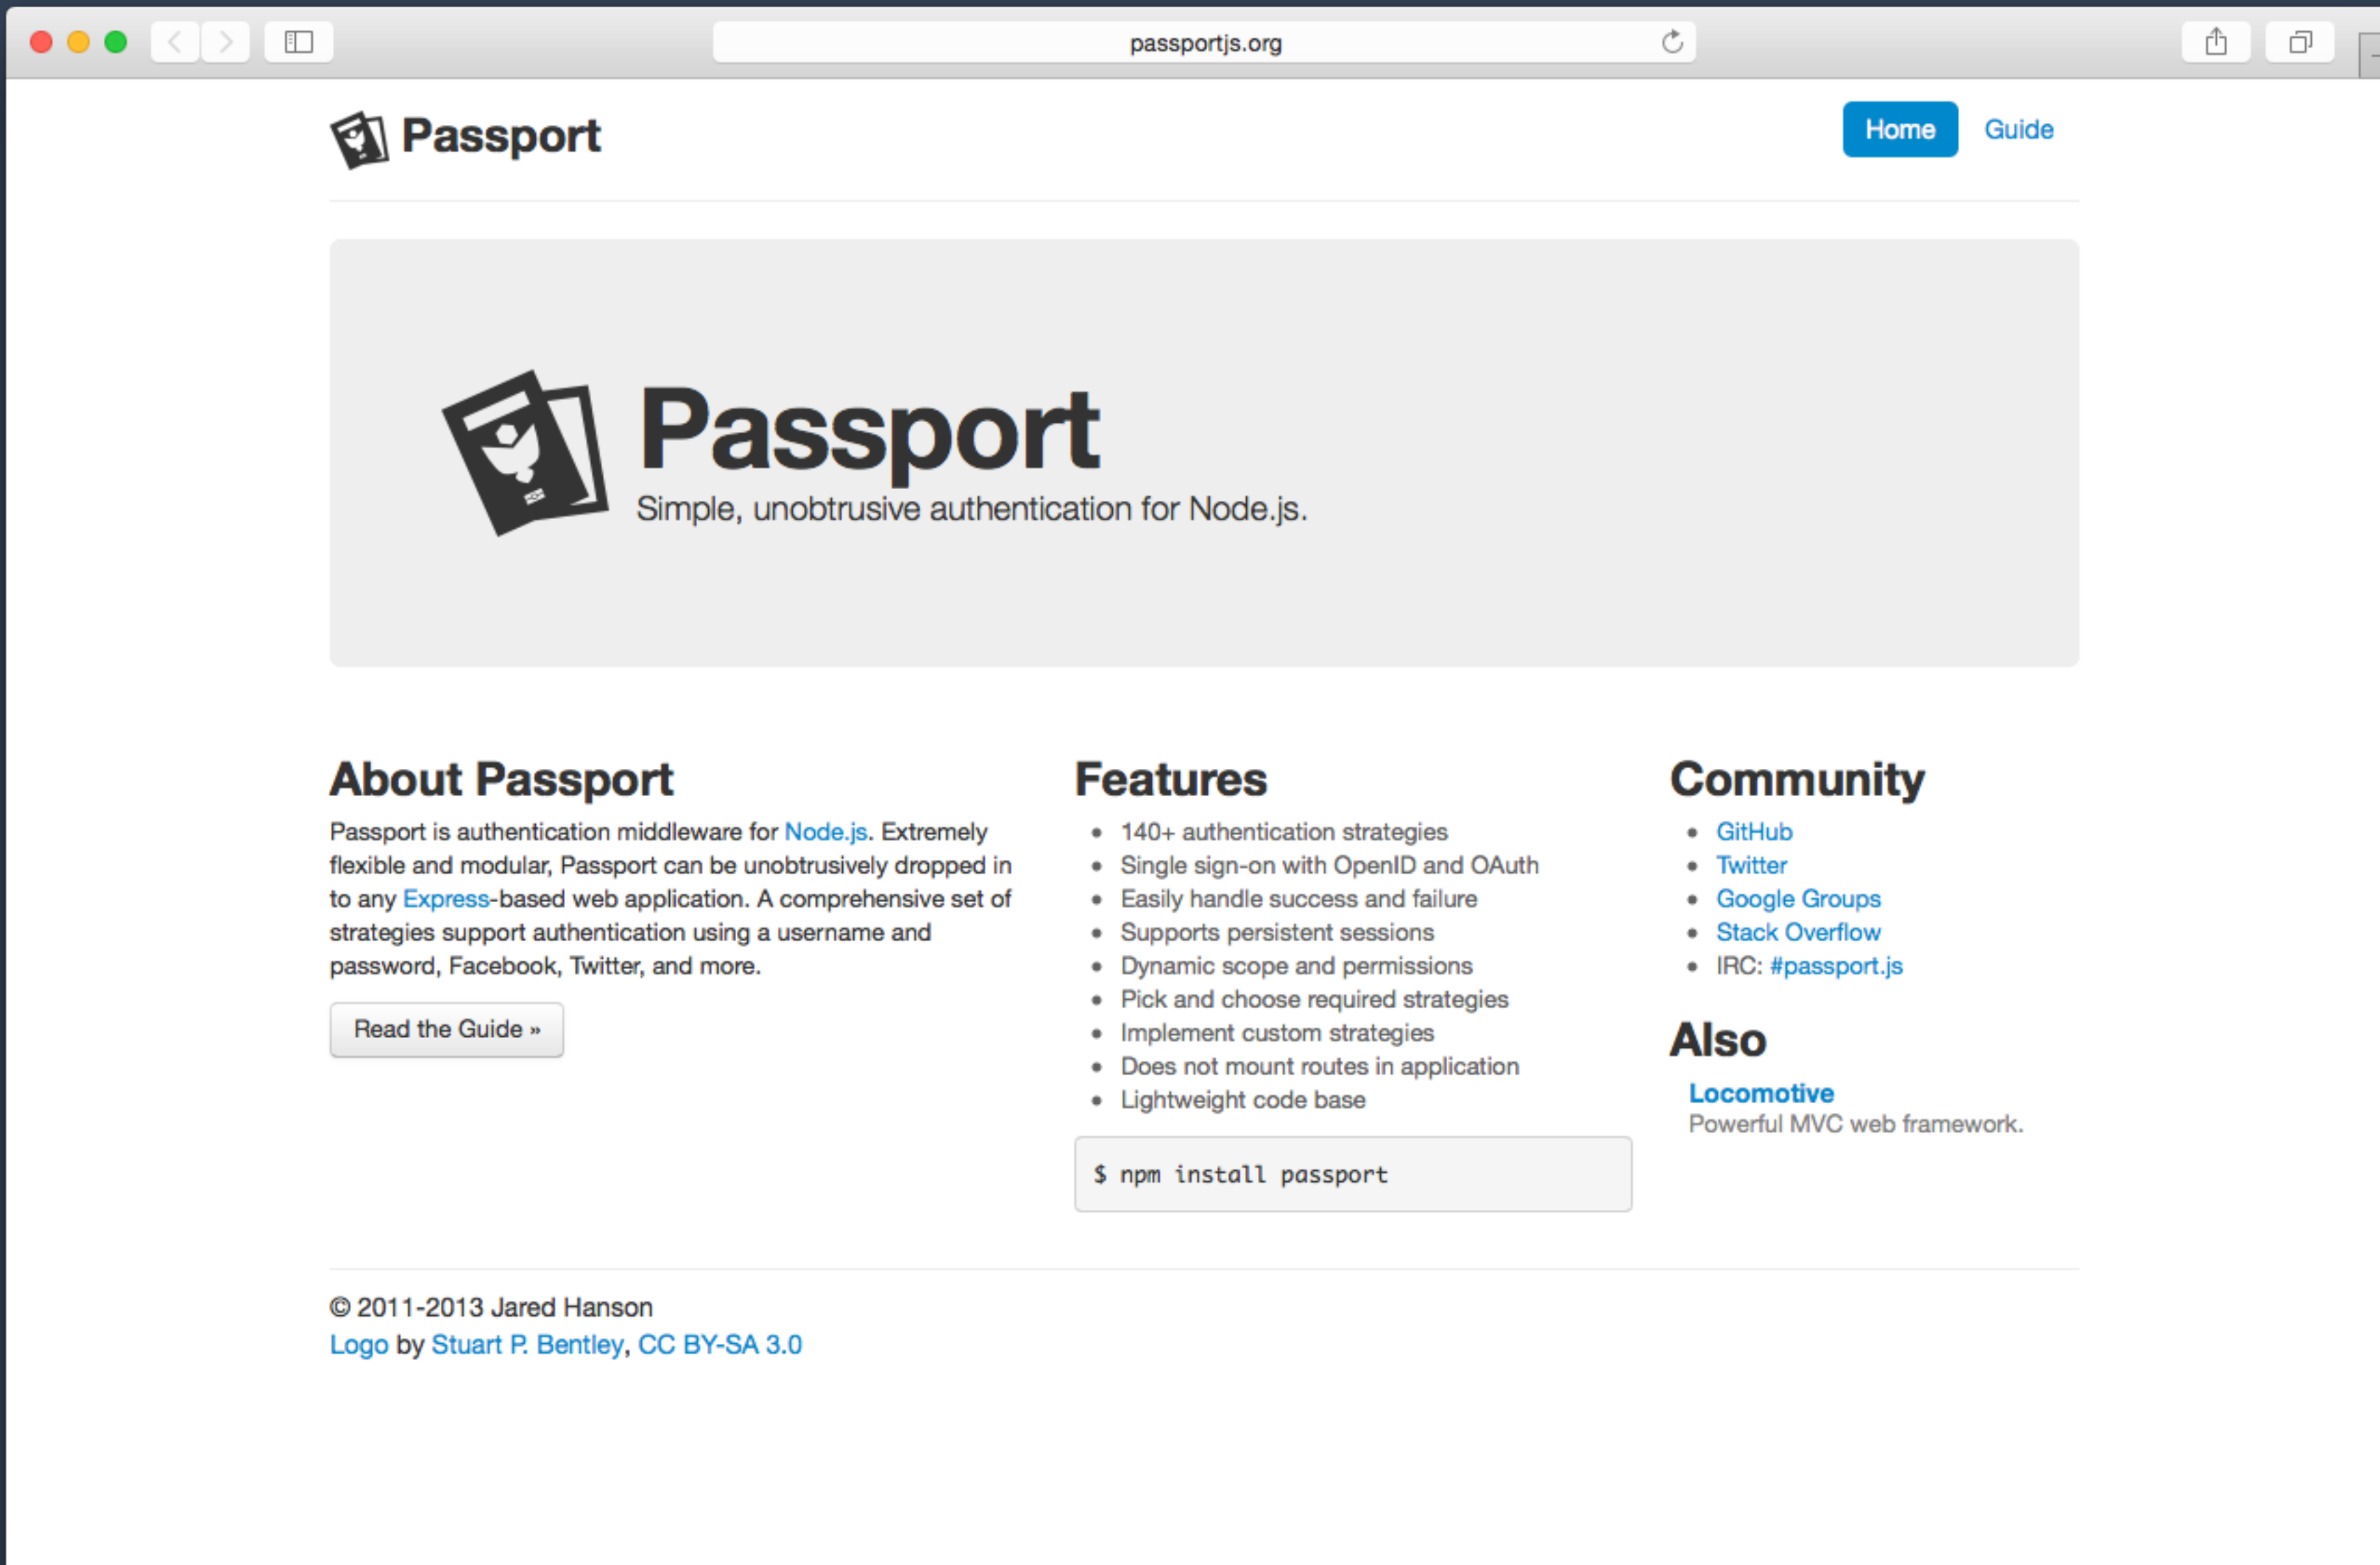 passportjs.org
Passport
Home Guide
Passport
Simple, unobtrusive authentication for Node.js.
About Passport
Passport is authentication middleware for Node.js. Extremely
flexible and modular, Passport can be unobtrusively dropped in
to any Express-based web application. A comprehensive set of
strategies support authentication using a username and
password, Facebook, Twitter, and more.
Read the Guide »
Features
140+ authentication strategies
Single sign-on with OpenID and OAuth
Easily handle success and failure
Supports persistent sessions
Dynamic scope and permissions
Pick and choose required strategies
Implement custom strategies
Does not mount routes in application
Lightweight code base
$ npm install passport
Community
GitHub
Twitter
Google Groups
Stack Overflow
IRC: #passport.js
Also
Locomotive
Powerful MVC web framework.
© 2011-2013 Jared Hanson
Logo by Stuart P. Bentley, CC BY-SA 3.0